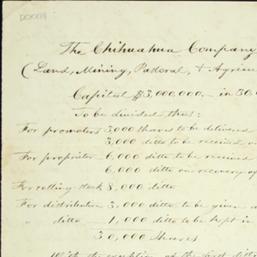 The Chihuahua Company
(Land, Mining, Pastoral, & Agricu
Capital $3,000,000,— in 30.0
To be divided thus:
For promoters 3,000 shares to be delivered
3,000 ditto to be received
For proprietor 6,000 ditto to be received
6,000 ditto on recovery of
For rolling stock 8,000 ditto
For distribution 3,000 ditto to be given
" ditto 1,000 ditto to be kept in
30,000 Shares
With the exception of the first